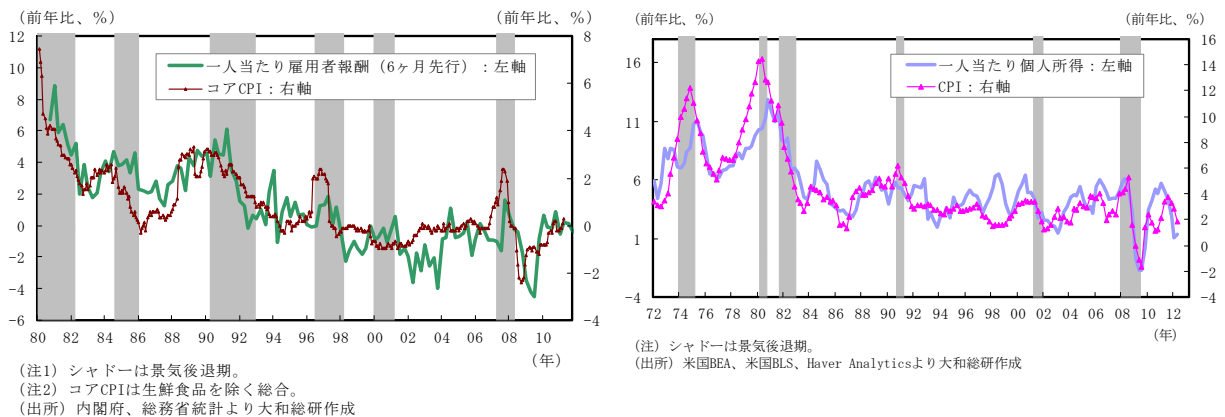 (前年比、%)
(前年比、%)
12
10
8
6
4
2
0
-2
-4
-6
8
6
4
2
0
-2
-4
一人当たり雇用者報酬（6ヶ月先行）：左軸
コアCPI：右軸
80 82 84 86 88 90 92 94 96 98 00 02 04 06 08 10
(年)
(注1) シャドーは景気後退期。
(注2) コアCPIは生鮮食品を除く総合。
(出所) 内閣府、総務省統計より大和総研作成
(前年比、%)
(前年比、%)
16
11
6
1
-4
16
14
12
10
8
6
4
2
0
-2
-4
一人当たり個人所得：左軸
CPI：右軸
72 74 76 78 80 82 84 86 88 90 92 94 96 98 00 02 04 06 08 10 12
(年)
(注) シャドーは景気後退期。
(出所) 米国BEA、米国BLS、Haver Analyticsより大和総研作成